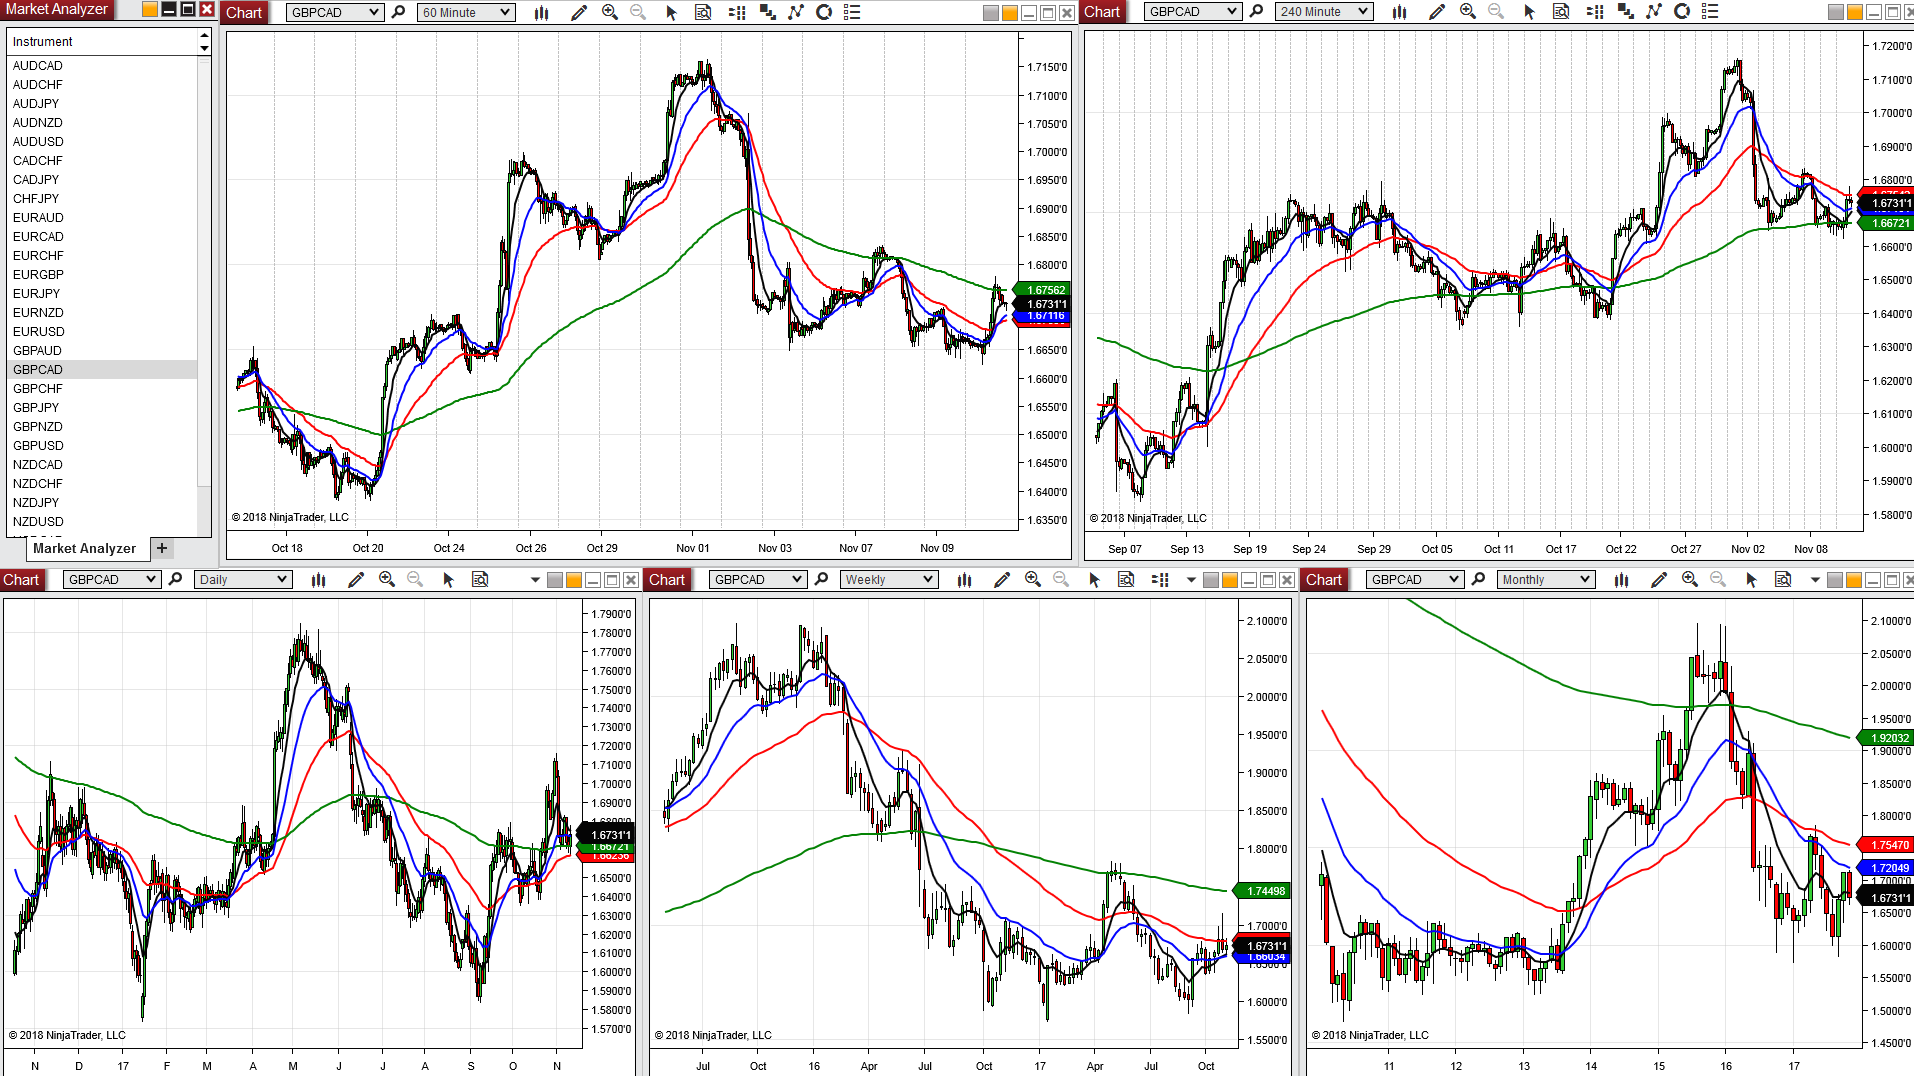 Market Analyzer
Instrument
AUDCAD
AUDCHF
AUDJPY
AUDNZD
AUDUSD
CADCHF
CADJPY
CHFJPY
EURAUD
EURCAD
EURCHF
EURGBP
EURJPY
EURNZD
EURUSD
GBPAUD
GBPCAD
GBPCHF
GBPJPY
GBPNZD
GBPUSD
NZDCAD
NZDCHF
NZDJPY
NZDUSD
Market Analyzer +
Chart GBPCAD 60 Minute
1.7150'0
1.7100'0
1.7050'0
1.7000'0
1.6950'0
1.6900'0
1.6850'0
1.6800'0
1.67562
1.6731'1
1.67116
1.6650'0
1.6600'0
1.6550'0
1.6500'0
1.6450'0
1.6400'0
1.6350'0
© 2018 NinjaTrader, LLC
Oct 18 Oct 20 Oct 24 Oct 26 Oct 29 Nov 01 Nov 03 Nov 07 Nov 09
Chart GBPCAD 240 Minute
1.7200'0
1.7100'0
1.7000'0
1.6900'0
1.6800'0
1.6731'1
1.66721
1.6600'0
1.6500'0
1.6400'0
1.6300'0
1.6200'0
1.6100'0
1.6000'0
1.5900'0
1.5800'0
© 2018 NinjaTrader, LLC
Sep 07 Sep 13 Sep 19 Sep 24 Sep 29 Oct 05 Oct 11 Oct 17 Oct 22 Oct 27 Nov 02 Nov 08
Chart GBPCAD Daily
1.7900'0
1.7800'0
1.7700'0
1.7600'0
1.7500'0
1.7400'0
1.7300'0
1.7200'0
1.7100'0
1.7000'0
1.6900'0
1.6731'1
1.66721
1.66236
1.6500'0
1.6400'0
1.6300'0
1.6200'0
1.6100'0
1.6000'0
1.5900'0
1.5800'0
1.5700'0
© 2018 NinjaTrader, LLC
N D 17 F M A M J J A S O N
Chart GBPCAD Weekly
2.1000'0
2.0500'0
2.0000'0
1.9500'0
1.9000'0
1.8500'0
1.8000'0
1.74498
1.7000'0
1.6731'1
1.66034
1.6000'0
1.5500'0
© 2018 NinjaTrader, LLC
Jul Oct 16 Apr Jul Oct 17 Apr Jul Oct
Chart GBPCAD Monthly
2.1000'0
2.0500'0
2.0000'0
1.9500'0
1.92032
1.9000'0
1.8500'0
1.8000'0
1.75470
1.72049
1.7000'0
1.6731'1
1.6500'0
1.6000'0
1.5500'0
1.5000'0
1.4500'0
© 2018 NinjaTrader, LLC
11 12 13 14 15 16 17